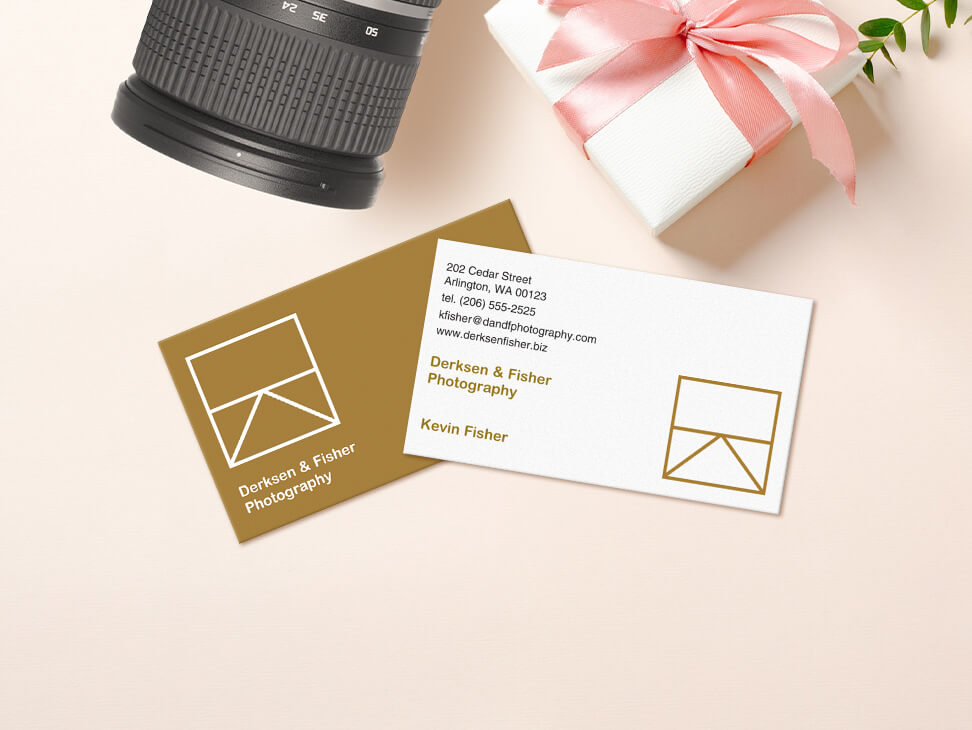 24 35 50
Derksen & Fisher
Photography
202 Cedar Street
Arlington, WA 00123
tel. (206) 555-2525
kfisher@dandfphotography.com
www.derksenfisher.biz
Derksen & Fisher
Photography
Kevin Fisher